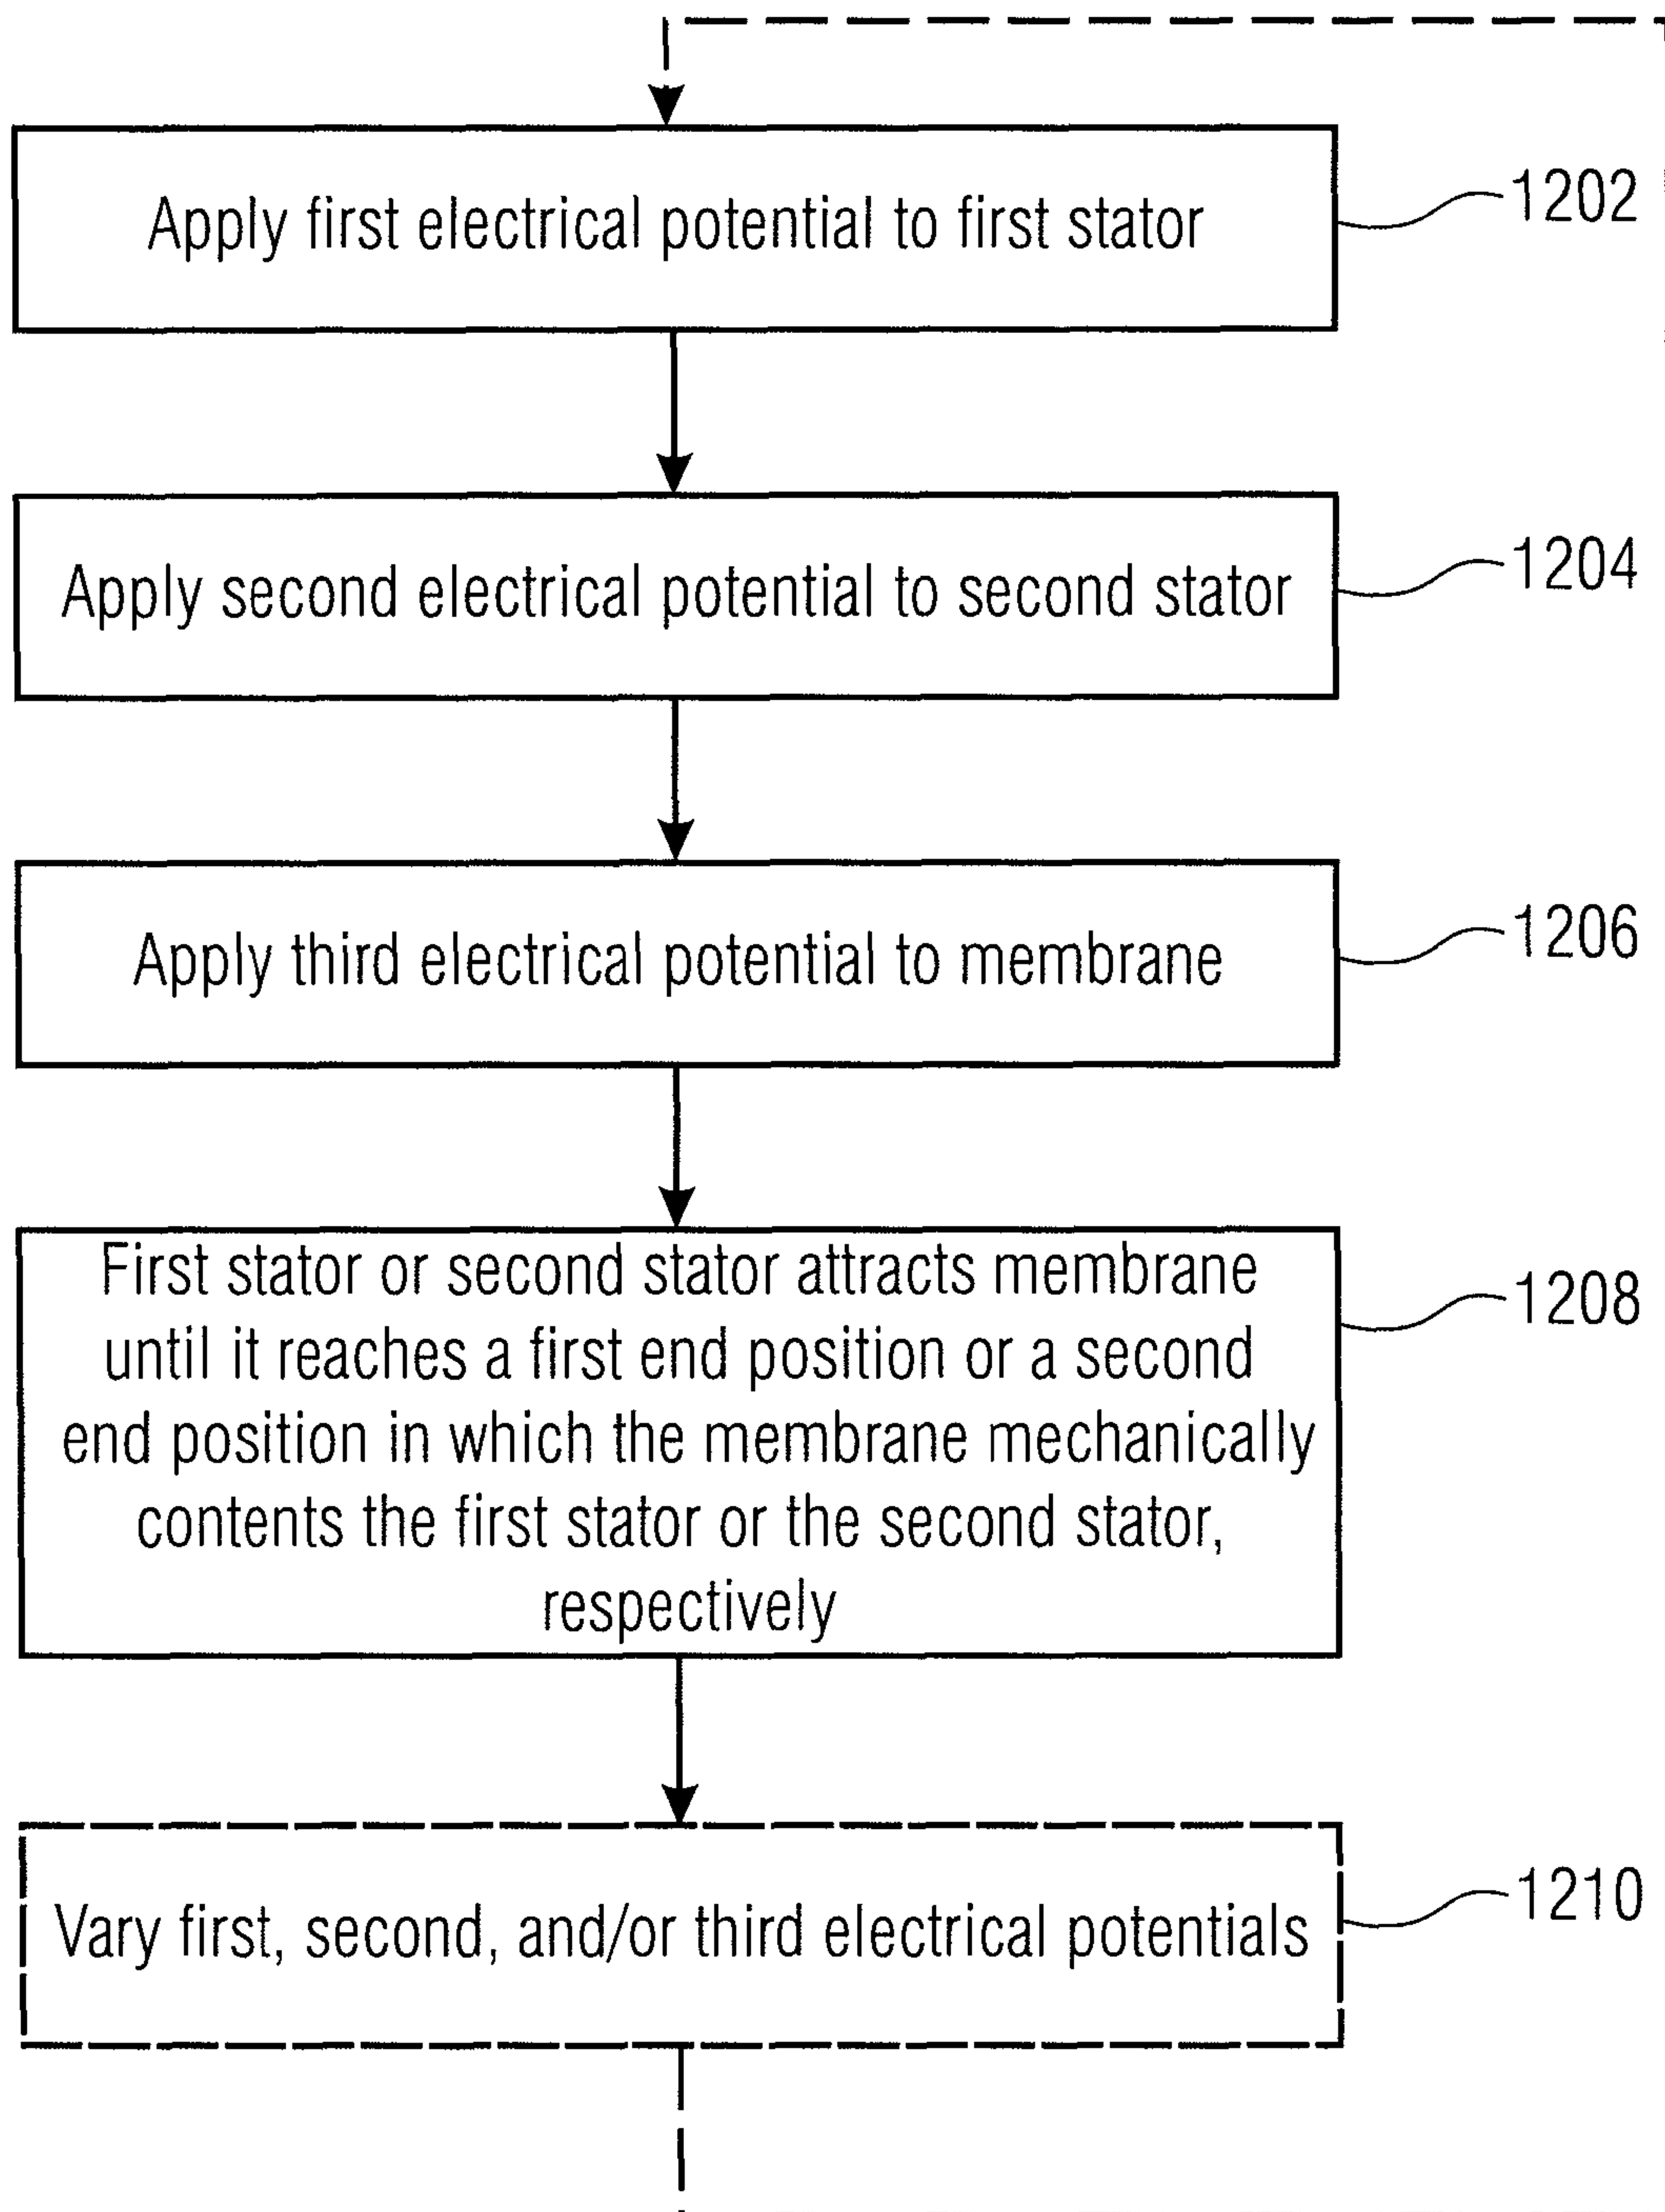 Apply first electrical potential to first stator
1202
Apply second electrical potential to second stator
1204
Apply third electrical potential to membrane
1206
First stator or second stator attracts membrane
until it reaches a first end position or a second
end position in which the membrane mechanically
contents the first stator or the second stator,
respectively
1208
Vary first, second, and/or third electrical potentials
1210